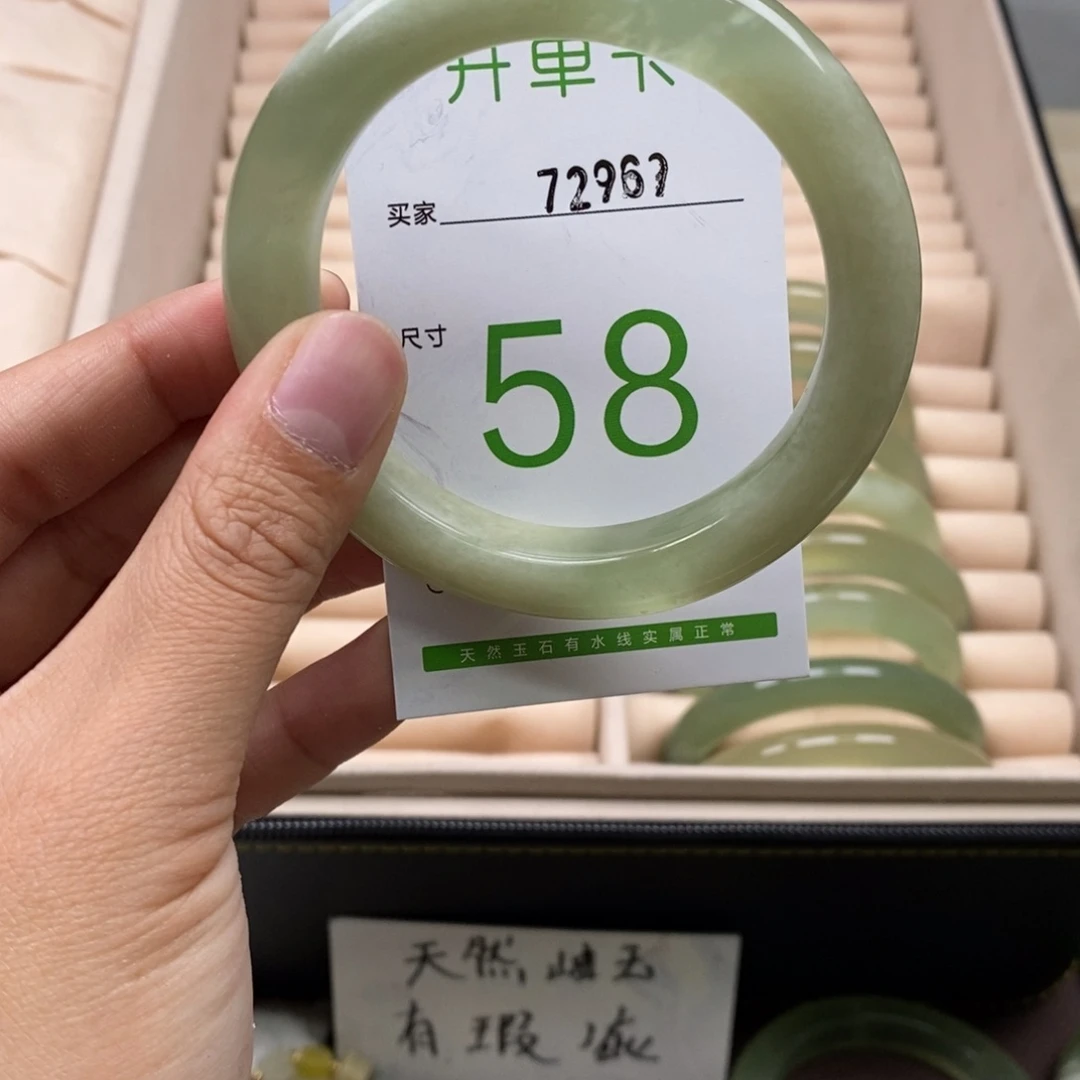 开单卡
买家 72967
尺寸 58
天然玉石有水线实属正常
天然 岫玉
有瑕疵